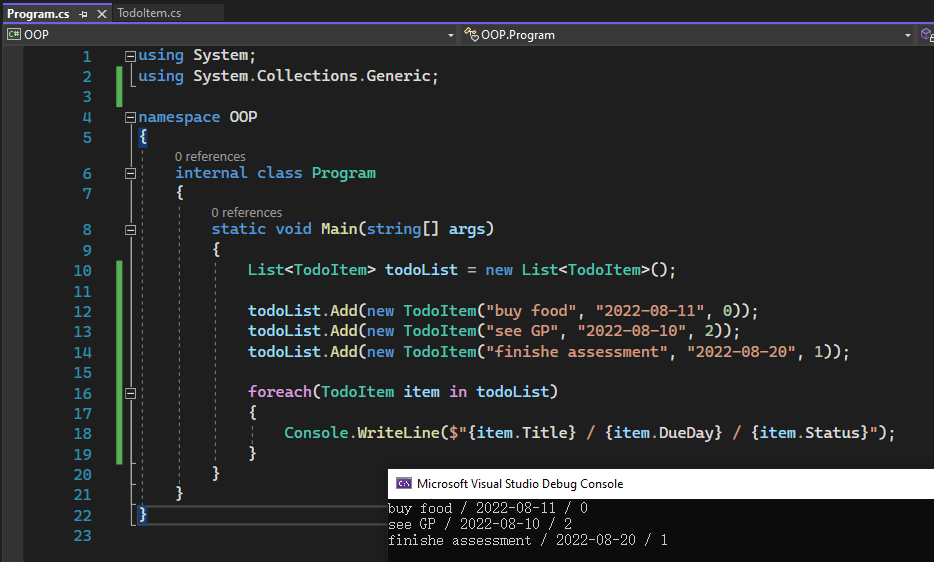 Program.cs
TodoItem.cs
C# OOP
OOP.Program
1 using System;
2 using System.Collections.Generic;
3
4 namespace OOP
5 {
0 references
6 internal class Program
7 {
0 references
8 static void Main(string[] args)
9 {
10 List<TodoItem> todoList = new List<TodoItem>();
11
12 todoList.Add(new TodoItem("buy food", "2022-08-11", 0));
13 todoList.Add(new TodoItem("see GP", "2022-08-10", 2));
14 todoList.Add(new TodoItem("finishe assessment", "2022-08-20", 1));
15
16 foreach(TodoItem item in todoList)
17 {
18 Console.WriteLine($"{item.Title} / {item.DueDay} / {item.Status}");
19 }
20 }
21 }
22 }
23
Microsoft Visual Studio Debug Console
buy food / 2022-08-11 / 0
see GP / 2022-08-10 / 2
finishe assessment / 2022-08-20 / 1